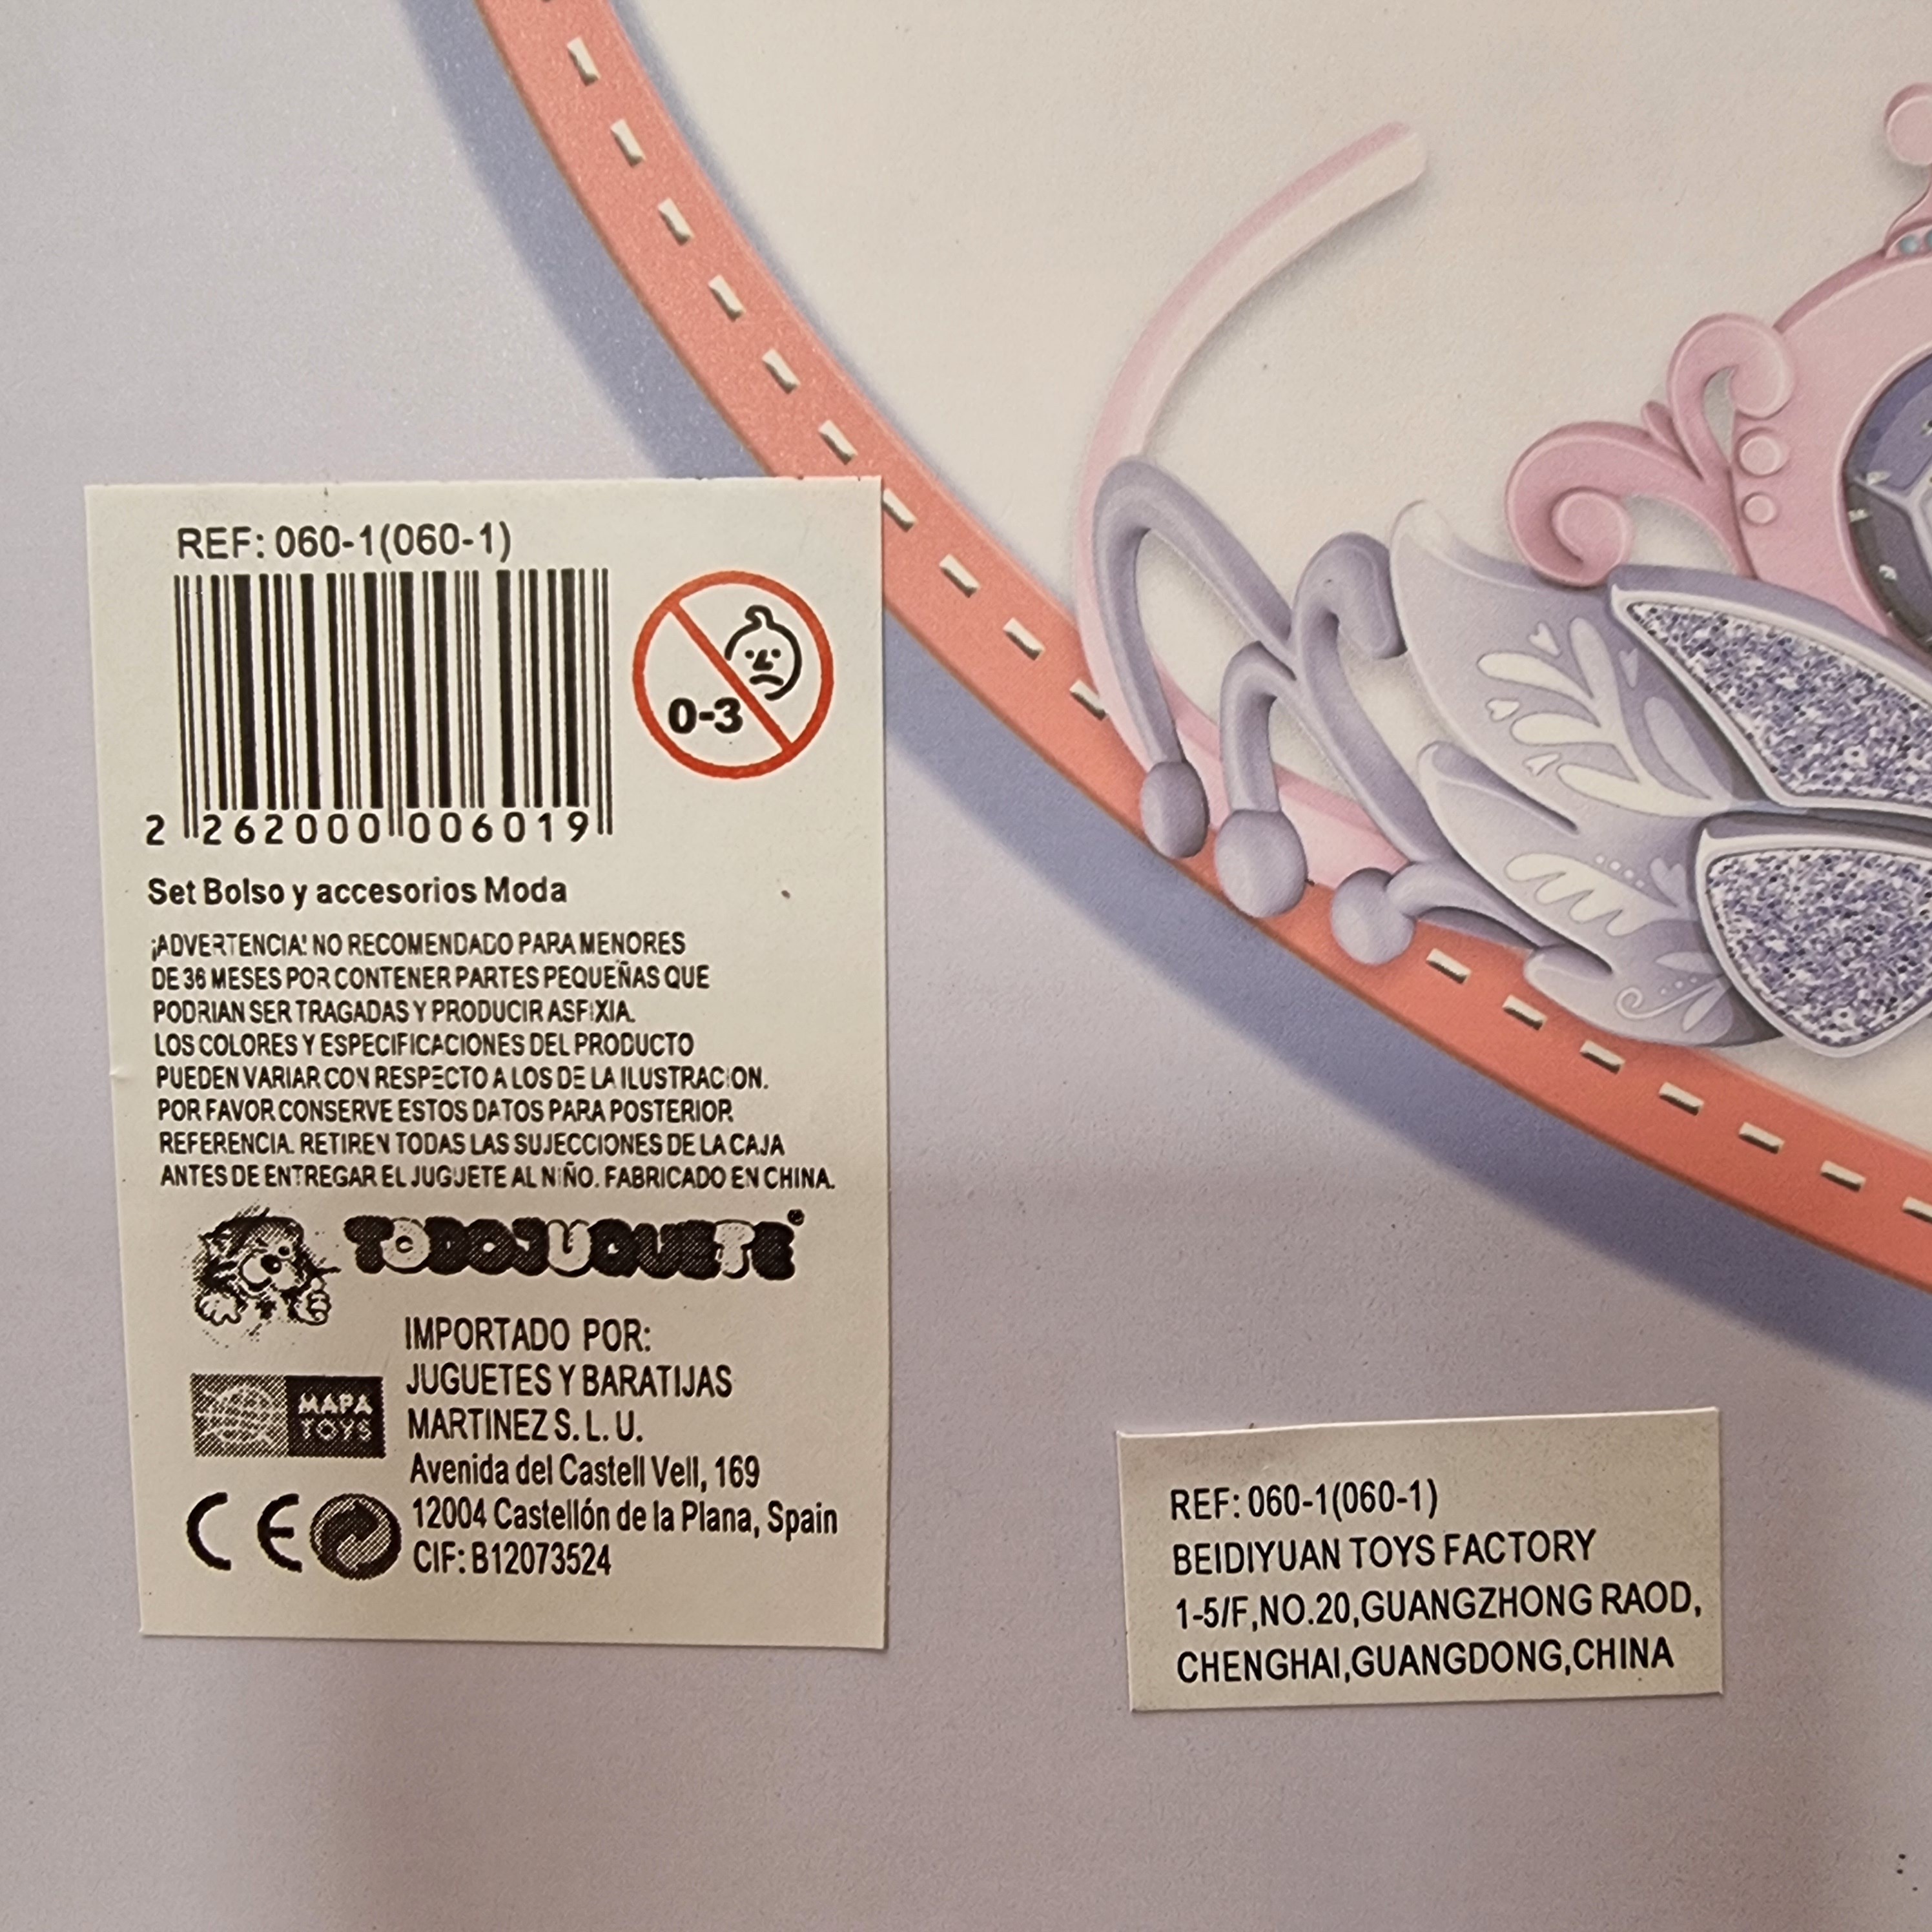 REF: 060-1(060-1)
0-3
2 262000 006019
Set Bolso y accesorios Moda
¡ADVERTENCIA! NO RECOMENDADO PARA MENORES
DE 36 MESES POR CONTENER PARTES PEQUEÑAS QUE
PODRIAN SER TRAGADAS Y PRODUCIR ASFIXIA.
LOS COLORES Y ESPECIFICACIONES DEL PRODUCTO
PUEDEN VARIAR CON RESPECTO A LOS DE LA ILUSTRACION.
POR FAVOR CONSERVE ESTOS DATOS PARA POSTERIOR
REFERENCIA. RETIREN TODAS LAS SUJECCIONES DE LA CAJA
ANTES DE ENTREGAR EL JUGUETE AL NIÑO. FABRICADO EN CHINA.
TODOJUGUETE®
IMPORTADO POR:
JUGUETES Y BARATIJAS
MARTINEZ S. L. U.
MAPA
TOYS
Avenida del Castell Vell, 169
12004 Castellón de la Plana, Spain
CIF: B12073524
CE
REF: 060-1(060-1)
BEIDIYUAN TOYS FACTORY
1-5/F,NO.20,GUANGZHONG RAOD,
CHENGHAI,GUANGDONG,CHINA